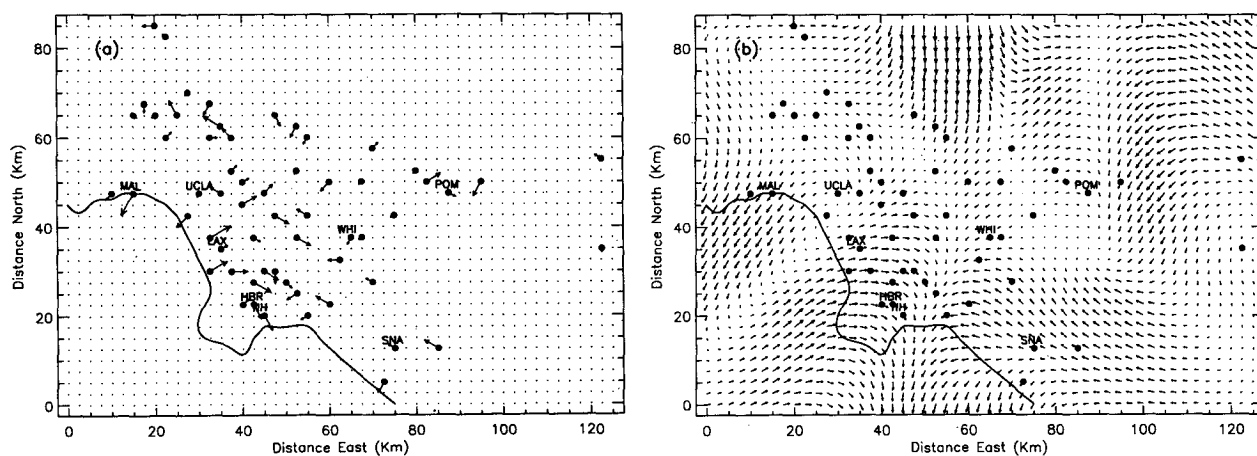 (a)
80
60
40
20
0
MAL
UCLA
POM
LAX
WHI
HBR
SNA
0 20 40 60 80 100 120
Distance East (Km)
Distance North (Km)
(b)
80
60
40
20
0
MAL
UCLA
POM
LAX
WHI
HBR
SNA
0 20 40 60 80 100 120
Distance East (Km)
Distance North (Km)